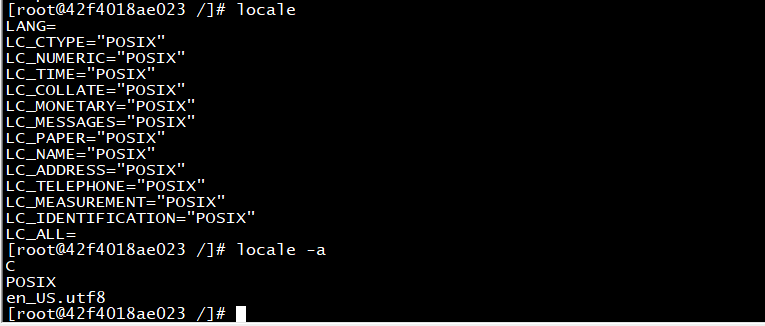 [root@42f4018ae023 /]# locale
LANG=
LC_CTYPE="POSIX"
LC_NUMERIC="POSIX"
LC_TIME="POSIX"
LC_COLLATE="POSIX"
LC_MONETARY="POSIX"
LC_MESSAGES="POSIX"
LC_PAPER="POSIX"
LC_NAME="POSIX"
LC_ADDRESS="POSIX"
LC_TELEPHONE="POSIX"
LC_MEASUREMENT="POSIX"
LC_IDENTIFICATION="POSIX"
LC_ALL=
[root@42f4018ae023 /]# locale -a
C
POSIX
en_US.utf8
[root@42f4018ae023 /]#